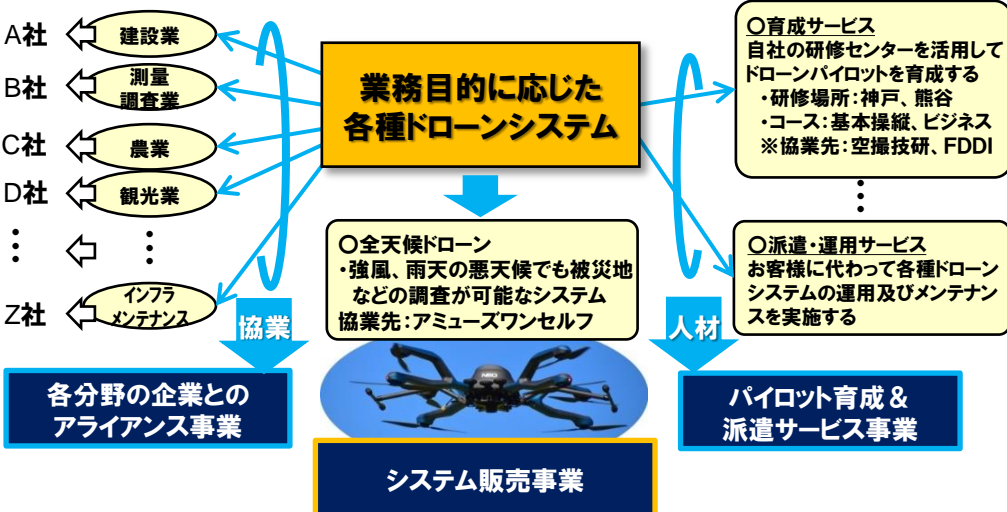 A社
建設業
B社
測量
調査業
C社
農業
D社
観光業
Z社
インフラ
メンテナンス
協業
各分野の企業との
アライアンス事業
業務目的に応じた
各種ドローンシステム
〇全天候ドローン
・強風、雨天の悪天候でも被災地
などの調査が可能なシステム
協業先:アミューズワンセルフ
システム販売事業
〇育成サービス
自社の研修センターを活用して
ドローンパイロットを育成する
・研修場所:神戸、熊谷
・コース:基本操縦、ビジネス
※協業先:空撮技研、FDDI
〇派遣・運用サービス
お客様に代わって各種ドローン
システムの運用及びメンテナン
スを実施する
人材
パイロット育成&
派遣サービス事業